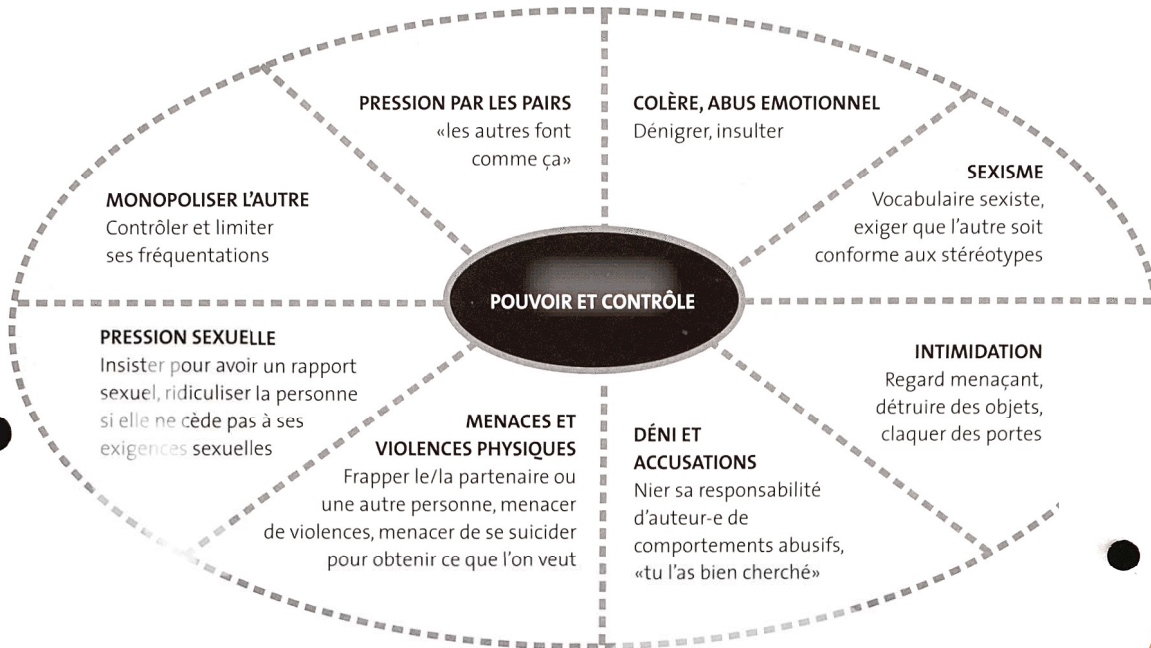 PRESSION PAR LES PAIRS
«les autres font
comme ça»
COLÈRE, ABUS EMOTIONNEL
Dénigrer, insulter
SEXISME
Vocabulaire sexiste,
exiger que l'autre soit
conforme aux stéréotypes
MONOPOLISER L'AUTRE
Contrôler et limiter
ses fréquentations
POUVOIR ET CONTRÔLE
PRESSION SEXUELLE
Insister pour avoir un rapport
sexuel, ridiculiser la personne
si elle ne cède pas à ses
exigences sexuelles
MENACES ET
VIOLENCES PHYSIQUES
Frapper le/la partenaire ou
une autre personne, menacer
de violences, menacer de se suicider
pour obtenir ce que l'on veut
DÉNI ET
ACCUSATIONS
Nier sa responsabilité
d'auteur-e de
comportements abusifs,
«tu l'as bien cherché»
INTIMIDATION
Regard menaçant,
détruire des objets,
claquer des portes